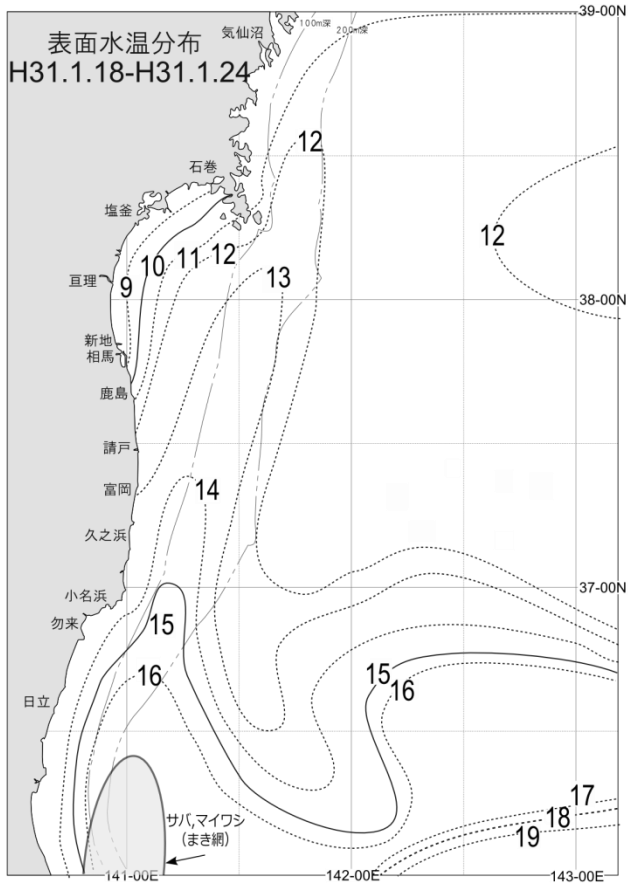 39-00N
表面水温分布
H31.1.18-H31.1.24
気仙沼
100m深
200m深
12
石巻
塩釜
12
亘理
9
10
11
12
13
38-00N
新地
相馬
鹿島
請戸
富岡
14
久之浜
小名浜
37-00N
勿来
15
16
15
16
日立
17
18
19
サバ,マイワシ
(まき網)
141-00E
142-00E
143-00E